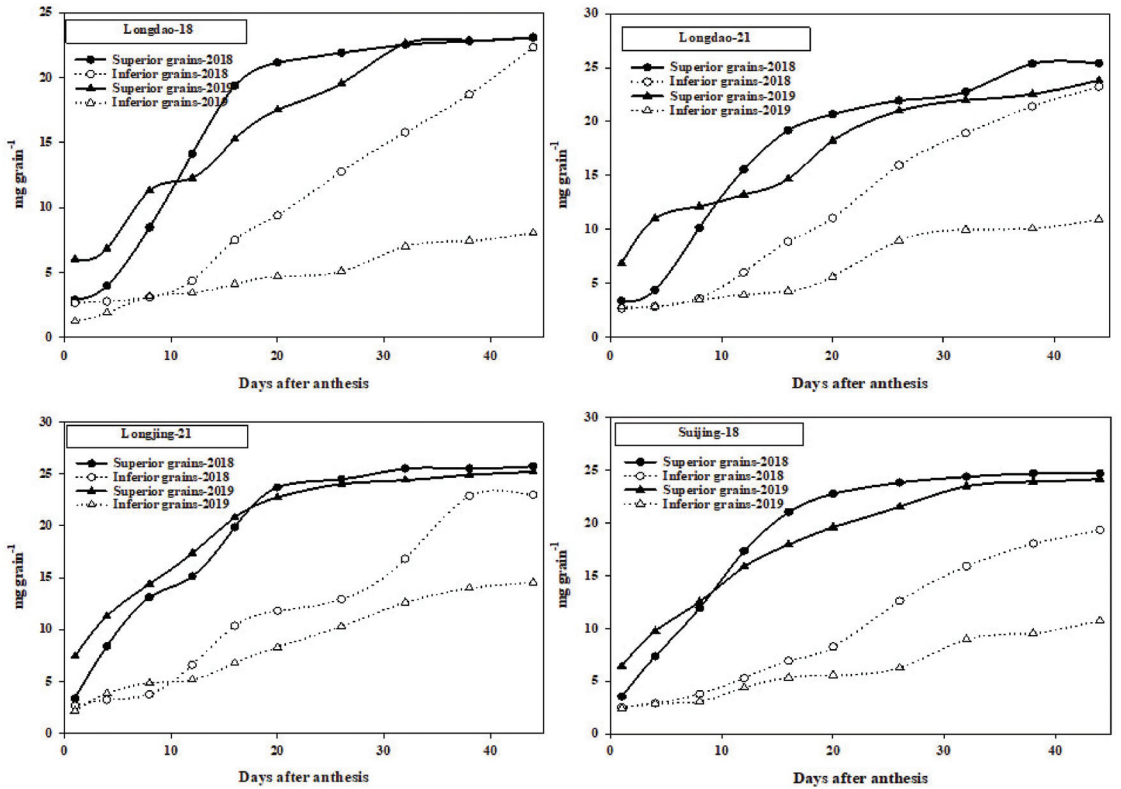 Longdao-18
Superior grains-2018
Inferior grains-2018
Superior grains-2019
Inferior grains-2019
25
20
15
10
5
0
mg grain-1
0 10 20 30 40
Days after anthesis
Longdao-21
Superior grains-2018
Inferior grains-2018
Superior grains-2019
Inferior grains-2019
30
25
20
15
10
5
0
mg grain-1
0 10 20 30 40
Days after anthesis
Longjing-21
Superior grains-2018
Inferior grains-2018
Superior grains-2019
Inferior grains-2019
30
25
20
15
10
5
0
mg grain-1
0 10 20 30 40
Days after anthesis
Suijing-18
Superior grains-2018
Inferior grains-2018
Superior grains-2019
Inferior grains-2019
30
25
20
15
10
5
0
mg grain-1
0 10 20 30 40
Days after anthesis